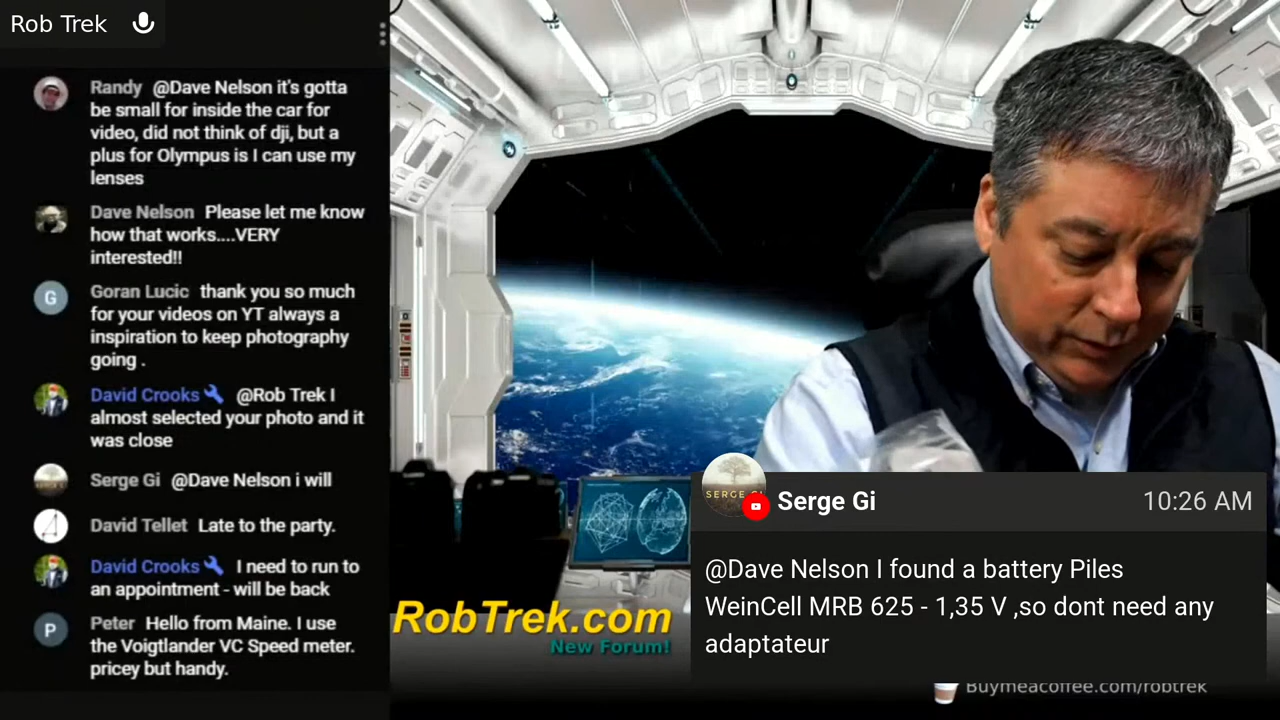 Rob Trek
Randy @Dave Nelson it's gotta
be small for inside the car for
video, did not think of dji, but a
plus for Olympus is I can use my
lenses
Dave Nelson Please let me know
how that works....VERY
interested!!
G
Goran Lucic thank you so much
for your videos on YT always a
inspiration to keep photography
going .
David Crooks @Rob Trek I
almost selected your photo and it
was close
Serge Gi @Dave Nelson i will
David Tellet Late to the party.
David Crooks I need to run to
an appointment - will be back
P
Peter Hello from Maine. I use
the Voigtlander VC Speed meter.
pricey but handy.
RobTrek.com
New Forum!
SERGE GI
Serge Gi 10:26 AM
@Dave Nelson I found a battery Piles
WeinCell MRB 625 - 1,35 V ,so dont need any
adaptateur
Buymeacoffee.com/robtrek